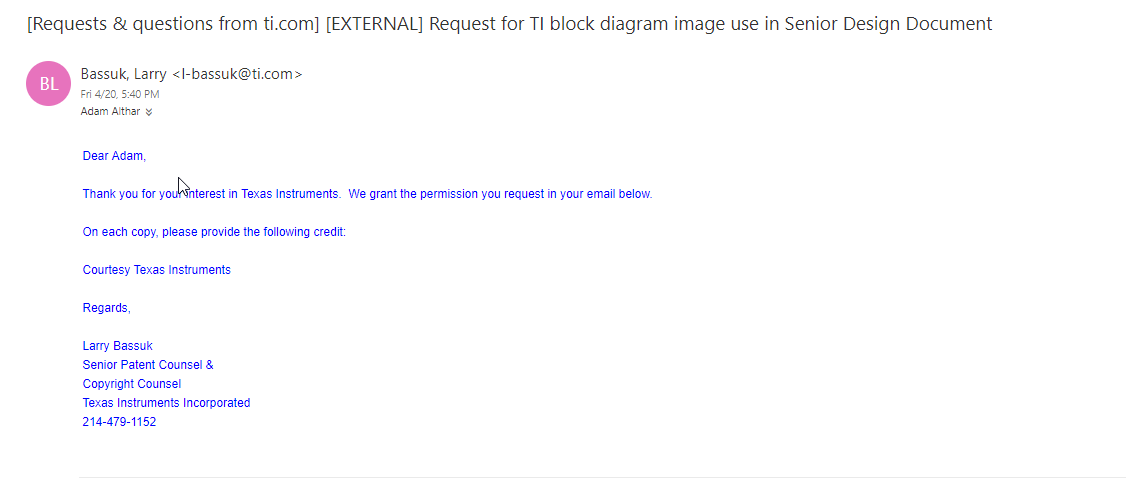 [Requests & questions from ti.com] [EXTERNAL] Request for TI block diagram image use in Senior Design Document
BL
Bassuk, Larry <l-bassuk@ti.com>
Fri 4/20, 5:40 PM
Adam Althar
Dear Adam,
Thank you for your interest in Texas Instruments.  We grant the permission you request in your email below.
On each copy, please provide the following credit:
Courtesy Texas Instruments
Regards,
Larry Bassuk
Senior Patent Counsel &
Copyright Counsel
Texas Instruments Incorporated
214-479-1152